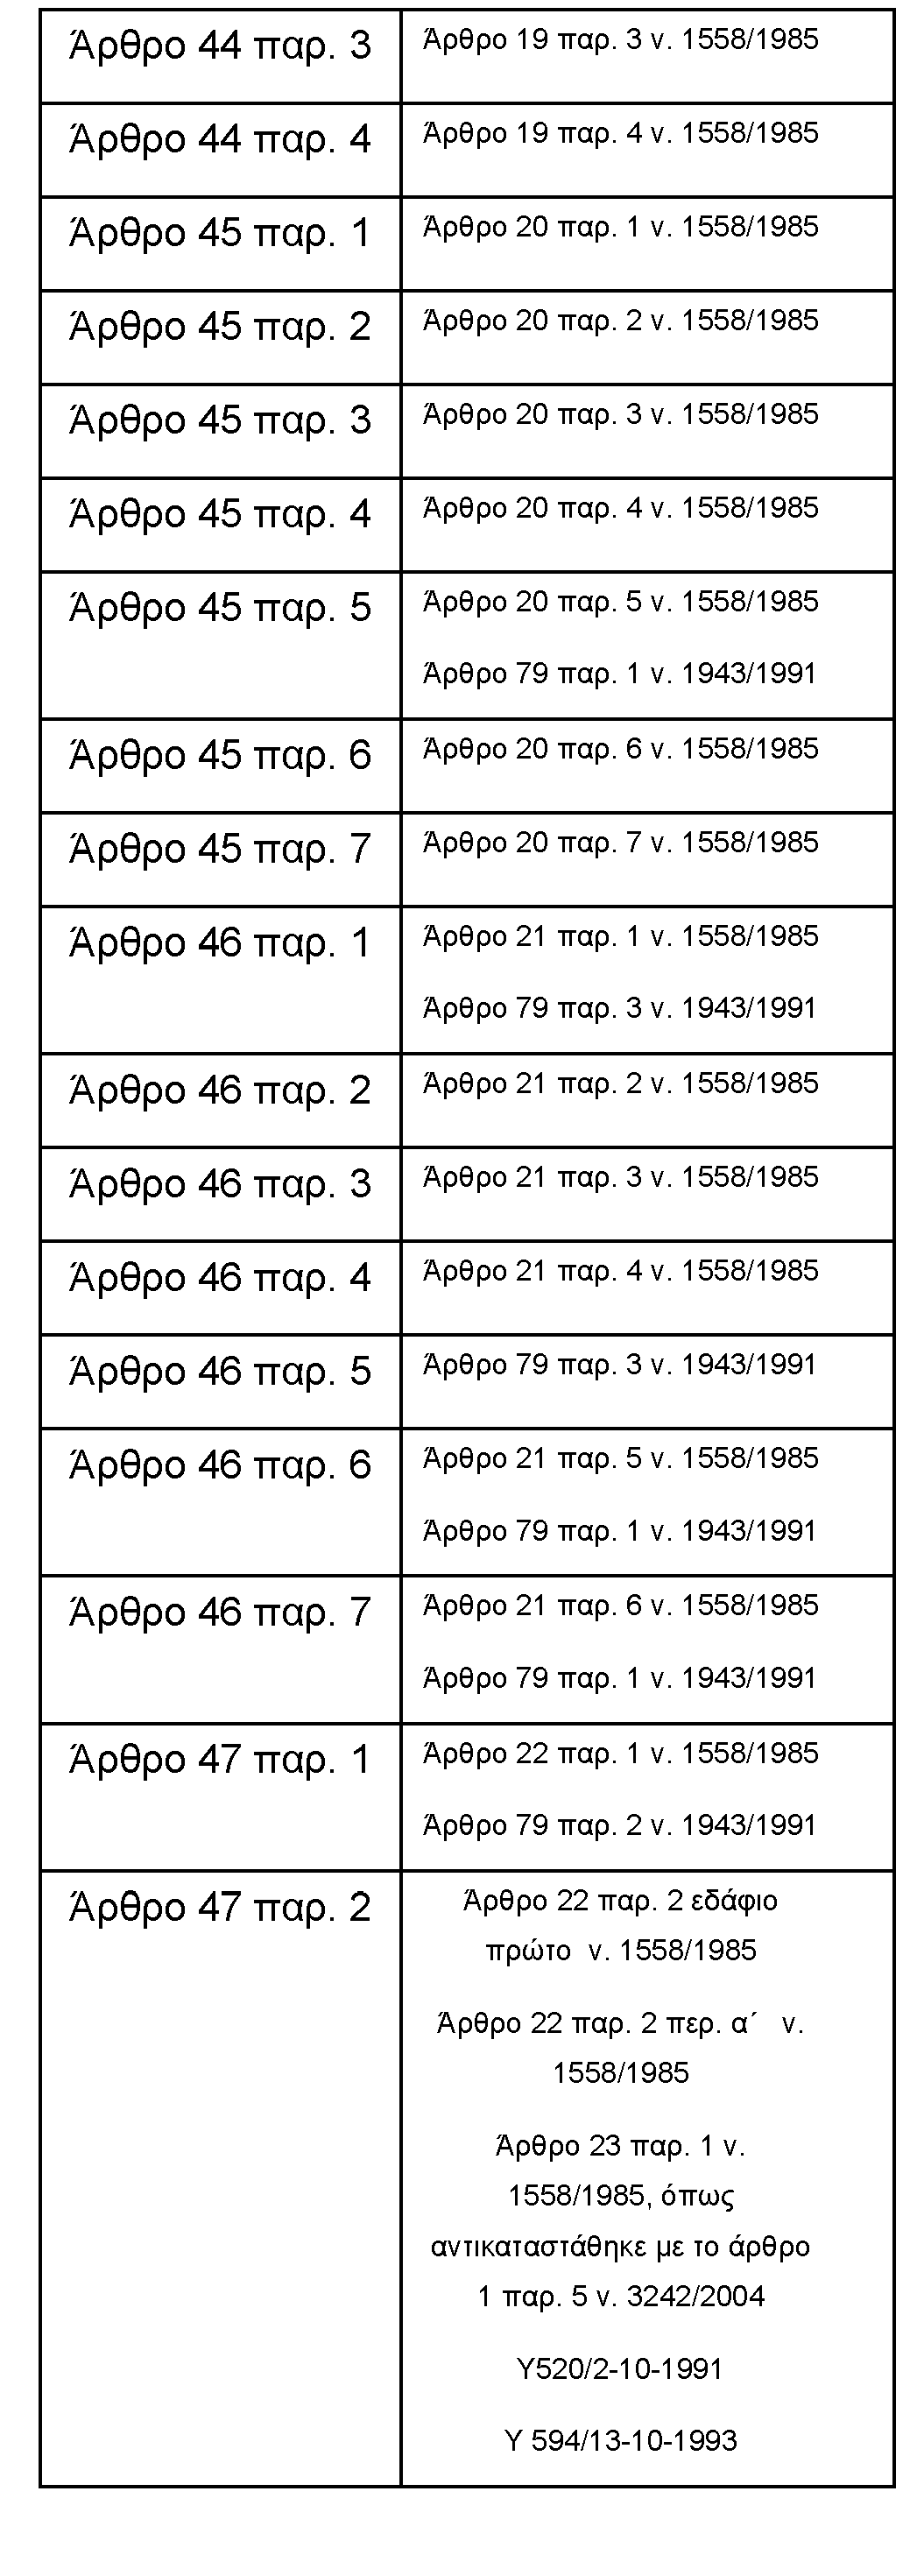 Άρθρο 44 παρ. 3
Άρθρο 19 παρ. 3 ν. 1558/1985
Άρθρο 44 παρ. 4
Άρθρο 19 παρ. 4 ν. 1558/1985
Άρθρο 45 παρ. 1
Άρθρο 20 παρ. 1 ν. 1558/1985
Άρθρο 45 παρ. 2
Άρθρο 20 παρ. 2 ν. 1558/1985
Άρθρο 45 παρ. 3
Άρθρο 20 παρ. 3 ν. 1558/1985
Άρθρο 45 παρ. 4
Άρθρο 20 παρ. 4 ν. 1558/1985
Άρθρο 45 παρ. 5
Άρθρο 20 παρ. 5 ν. 1558/1985
Άρθρο 79 παρ. 1 ν. 1943/1991
Άρθρο 45 παρ. 6
Άρθρο 20 παρ. 6 ν. 1558/1985
Άρθρο 45 παρ. 7
Άρθρο 20 παρ. 7 ν. 1558/1985
Άρθρο 46 παρ. 1
Άρθρο 21 παρ. 1 ν. 1558/1985
Άρθρο 79 παρ. 3 ν. 1943/1991
Άρθρο 46 παρ. 2
Άρθρο 21 παρ. 2 ν. 1558/1985
Άρθρο 46 παρ. 3
Άρθρο 21 παρ. 3 ν. 1558/1985
Άρθρο 46 παρ. 4
Άρθρο 21 παρ. 4 ν. 1558/1985
Άρθρο 46 παρ. 5
Άρθρο 79 παρ. 3 ν. 1943/1991
Άρθρο 46 παρ. 6
Άρθρο 21 παρ. 5 ν. 1558/1985
Άρθρο 79 παρ. 1 ν. 1943/1991
Άρθρο 46 παρ. 7
Άρθρο 21 παρ. 6 ν. 1558/1985
Άρθρο 79 παρ. 1 ν. 1943/1991
Άρθρο 47 παρ. 1
Άρθρο 22 παρ. 1 ν. 1558/1985
Άρθρο 79 παρ. 2 ν. 1943/1991
Άρθρο 47 παρ. 2
Άρθρο 22 παρ. 2 εδάφιο
πρώτο ν. 1558/1985
Άρθρο 22 παρ. 2 περ. α΄ ν.
1558/1985
Άρθρο 23 παρ. 1 ν.
1558/1985, όπως
αντικαταστάθηκε με το άρθρο
1 παρ. 5 ν. 3242/2004
Υ520/2-10-1991
Υ 594/13-10-1993